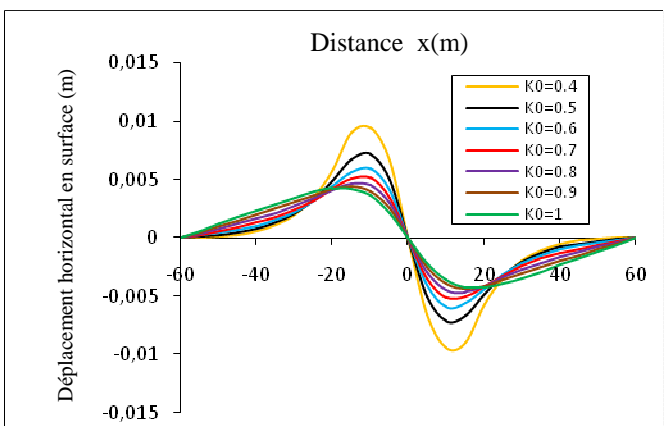 Distance x(m)
Déplacement horizontal en surface (m)
0,015
0,01
0,005
0
-0,005
-0,01
-0,015
-60
-40
-20
0
20
40
60
K0=0.4
K0=0.5
K0=0.6
K0=0.7
K0=0.8
K0=0.9
K0=1